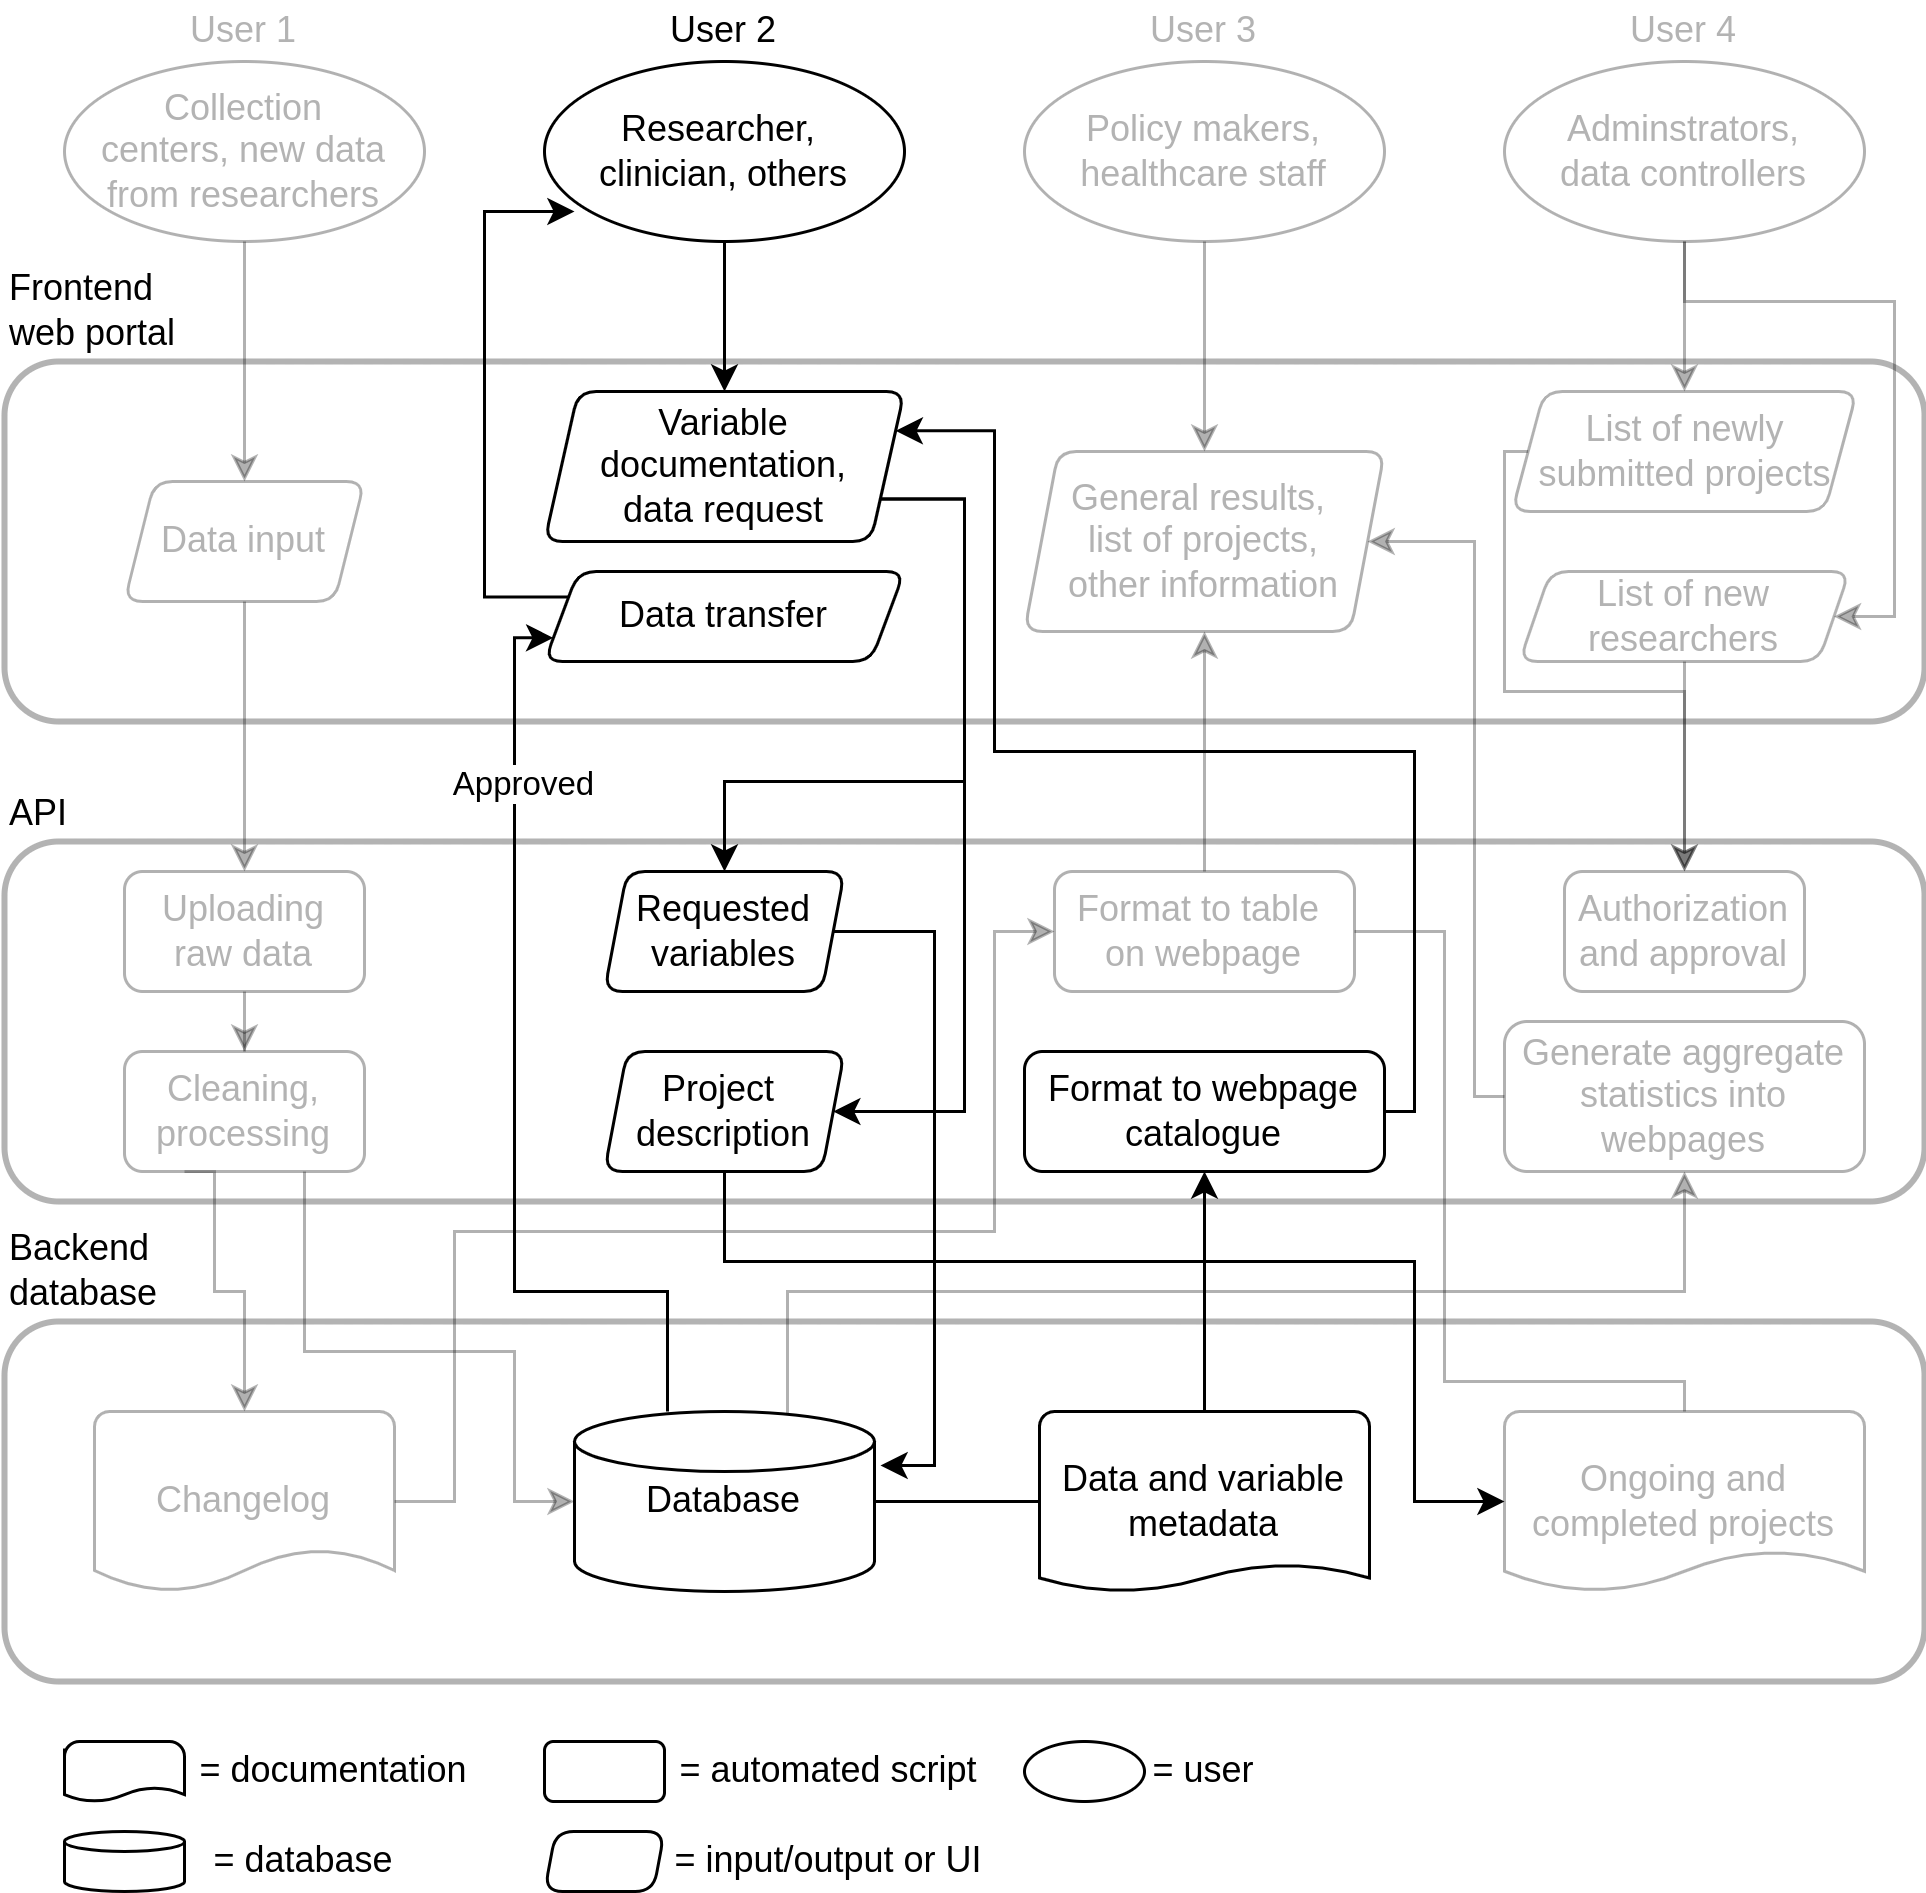 User 1
User 2
User 3
User 4
Collection
centers, new data
from researchers
Researcher,
clinician, others
Policy makers,
healthcare staff
Adminstrators,
data controllers
Frontend
web portal
Data input
Variable
documentation,
data request
Data transfer
General results,
list of projects,
other information
List of newly
submitted projects
List of new
researchers
Approved
API
Uploading
raw data
Requested
variables
Format to table
on webpage
Authorization
and approval
Cleaning,
processing
Project
description
Format to webpage
catalogue
Generate aggregate
statistics into
webpages
Backend
database
Changelog
Database
Data and variable
metadata
Ongoing and
completed projects
= documentation
= automated script
= user
= database
= input/output or UI